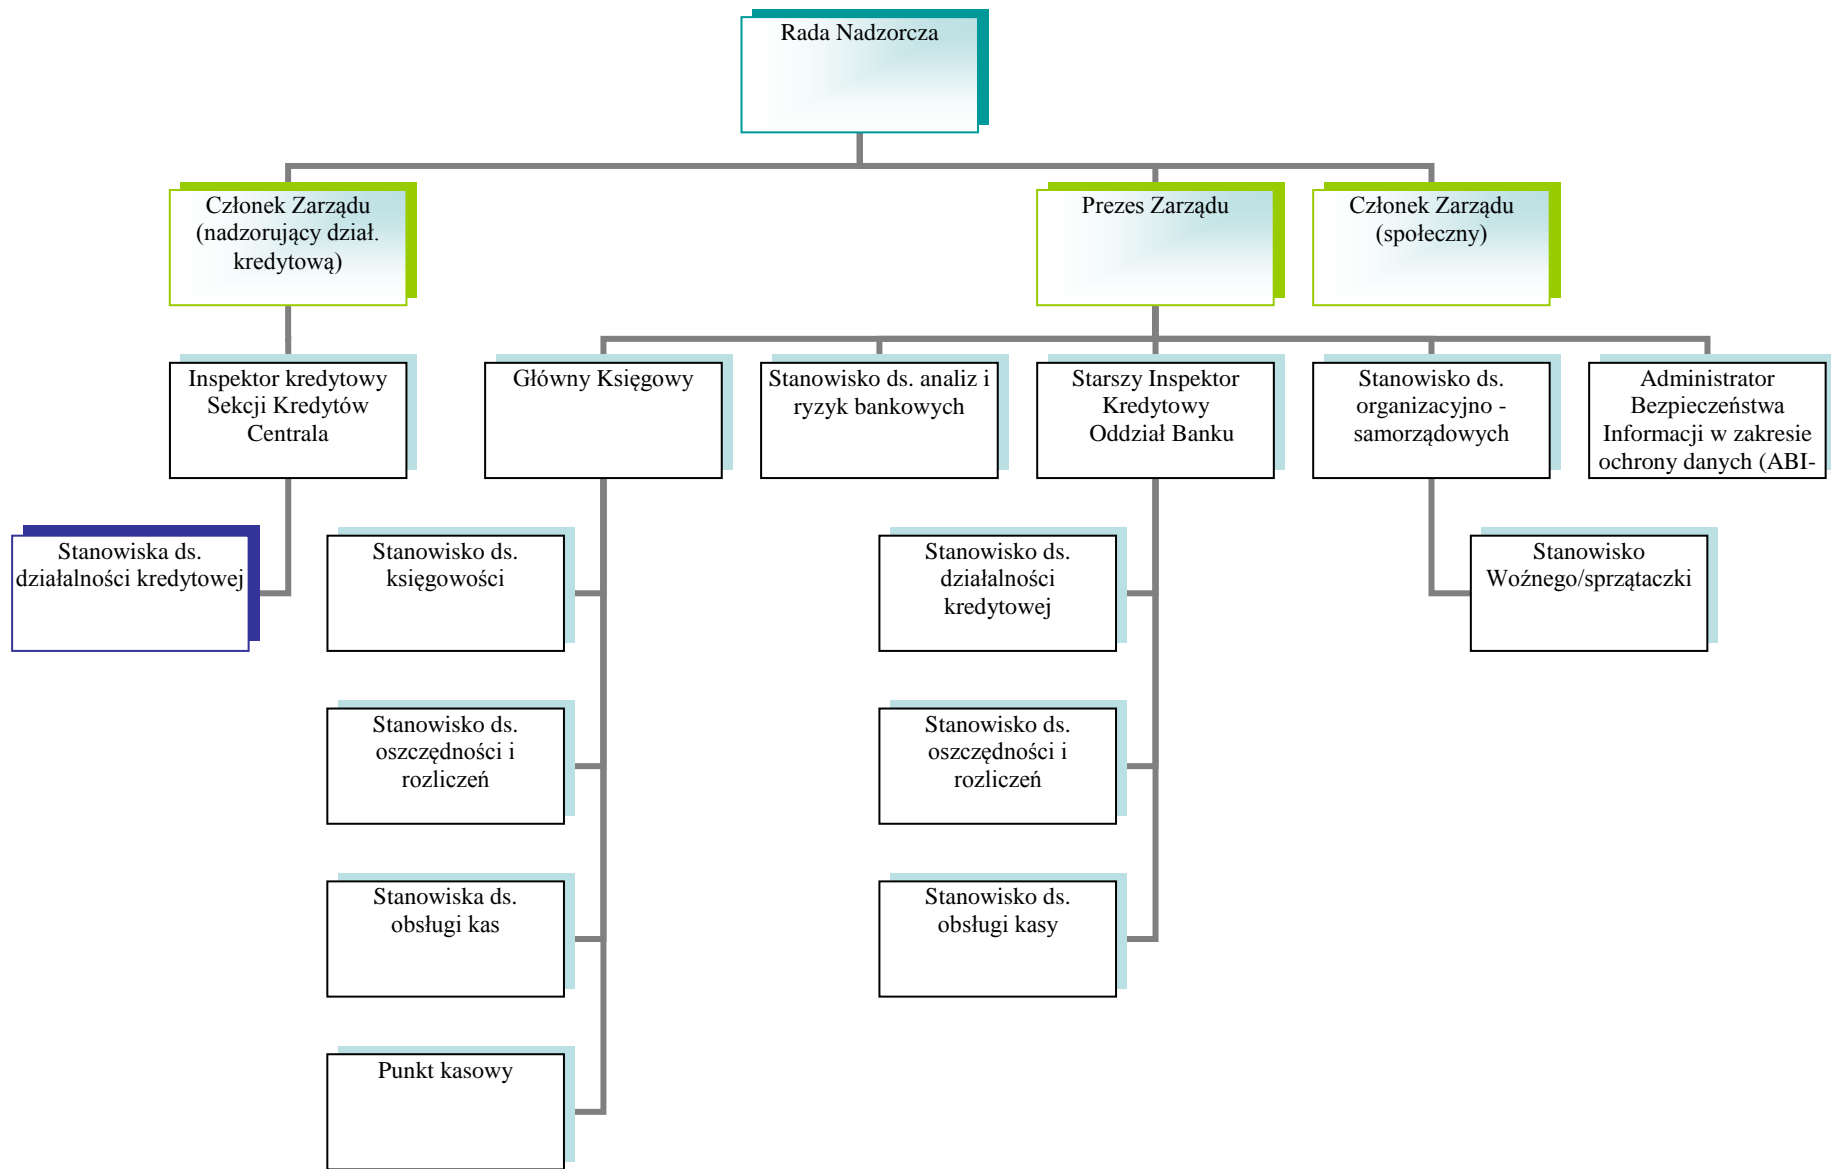 Rada Nadzorcza
Członek Zarządu
(nadzorujący dział.
kredytową)
Prezes Zarządu
Członek Zarządu
(społeczny)
Inspektor kredytowy
Sekcji Kredytów
Centrala
Główny Księgowy
Stanowisko ds. analiz i
ryzyk bankowych
Starszy Inspektor
Kredytowy
Oddział Banku
Stanowisko ds.
organizacyjno -
samorządowych
Administrator
Bezpieczeństwa
Informacji w zakresie
ochrony danych (ABI-
Stanowiska ds.
działalności kredytowej
Stanowisko ds.
księgowości
Stanowisko ds.
działalności
kredytowej
Stanowisko
Woźnego/sprzątaczki
Stanowisko ds.
oszczędności i
rozliczeń
Stanowisko ds.
oszczędności i
rozliczeń
Stanowiska ds.
obsługi kas
Stanowisko ds.
obsługi kasy
Punkt kasowy